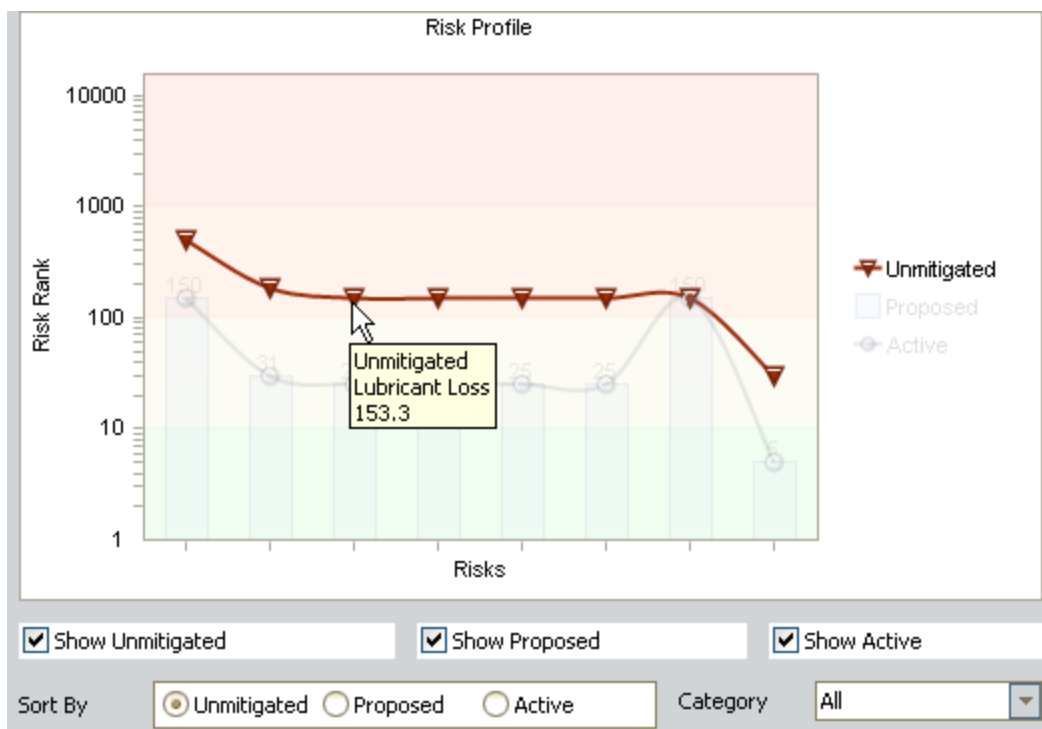 Risk Profile
10000
1000
100
10
1
Risk Rank
150
31
25
25
150
5
Unmitigated
Lubricant Loss
153.3
Risks
Unmitigated
Proposed
Active
Show Unmitigated
Show Proposed
Show Active
Sort By
Unmitigated
Proposed
Active
Category
All